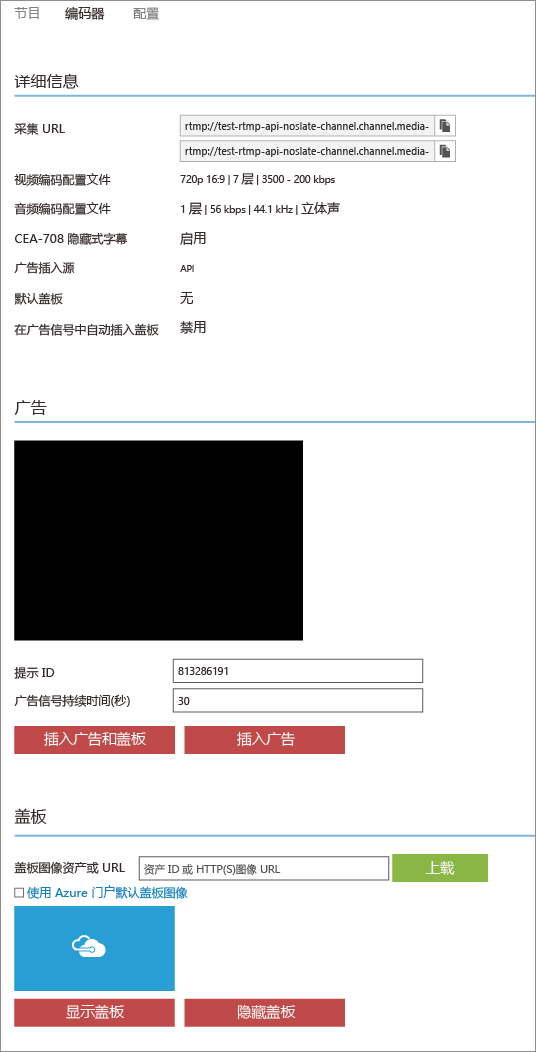 节目 编码器 配置
详细信息
采集 URL rtmp://test-rtmp-api-noslate-channel.channel.media-
rtmp://test-rtmp-api-noslate-channel.channel.media-
视频编码配置文件 720p 16:9 | 7 层 | 3500 - 200 kbps
音频编码配置文件 1 层 | 56 kbps | 44.1 kHz | 立体声
CEA-708 隐藏式字幕 启用
广告插入源 API
默认盖板 无
在广告信号中自动插入盖板 禁用
广告
提示 ID 813286191
广告信号持续时间(秒) 30
插入广告和盖板 插入广告
盖板
盖板图像资产或 URL 资产 ID 或 HTTP(S)图像 URL 上载
使用 Azure 门户默认盖板图像
显示盖板 隐藏盖板